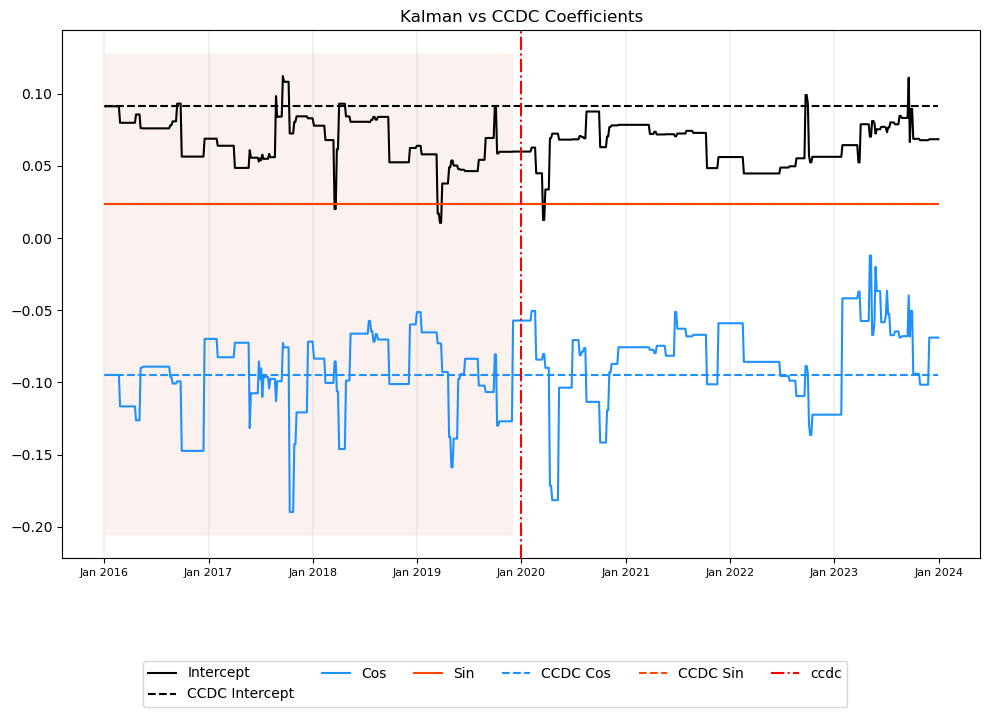 Kalman vs CCDC Coefficients
0.10
0.05
0.00
−0.05
−0.10
−0.15
−0.20
Jan 2016 Jan 2017 Jan 2018 Jan 2019 Jan 2020 Jan 2021 Jan 2022 Jan 2023 Jan 2024
Intercept Cos Sin CCDC Cos CCDC Sin ccdc
CCDC Intercept